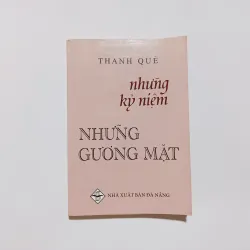 THANH QUẾ
những
kỷ niệm
NHỮNG
GƯƠNG MẶT
NHÀ XUẤT BẢN ĐÀ NẴNG